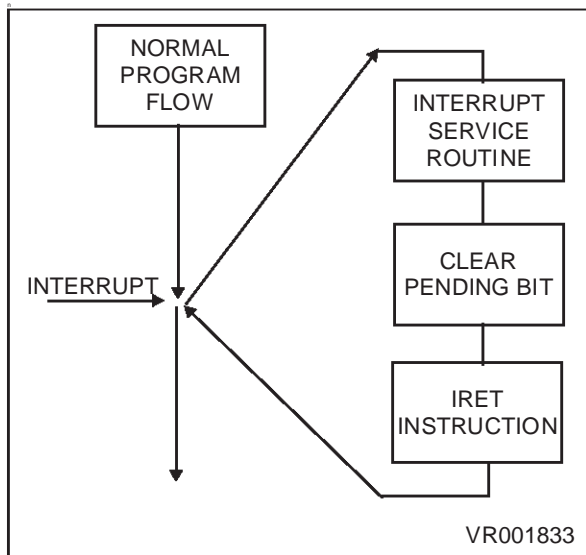 NORMAL
PROGRAM
FLOW
INTERRUPT
SERVICE
ROUTINE
INTERRUPT
CLEAR
PENDING BIT
IRET
INSTRUCTION
VR001833